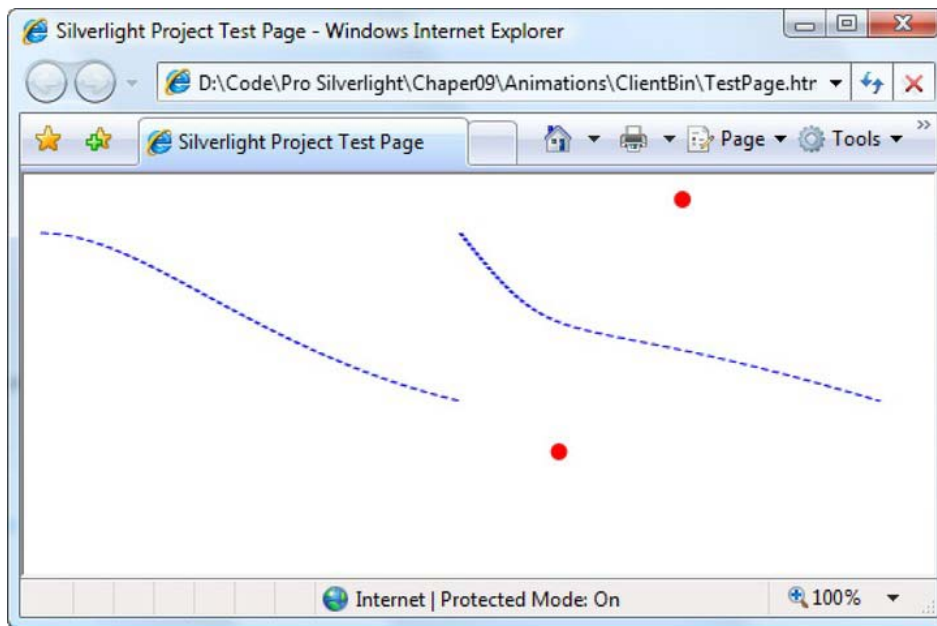 Silverlight Project Test Page - Windows Internet Explorer
D:\Code\Pro Silverlight\Chaper09\Animations\ClientBin\TestPage.htr
Silverlight Project Test Page
Page
Tools
Internet | Protected Mode: On
100%